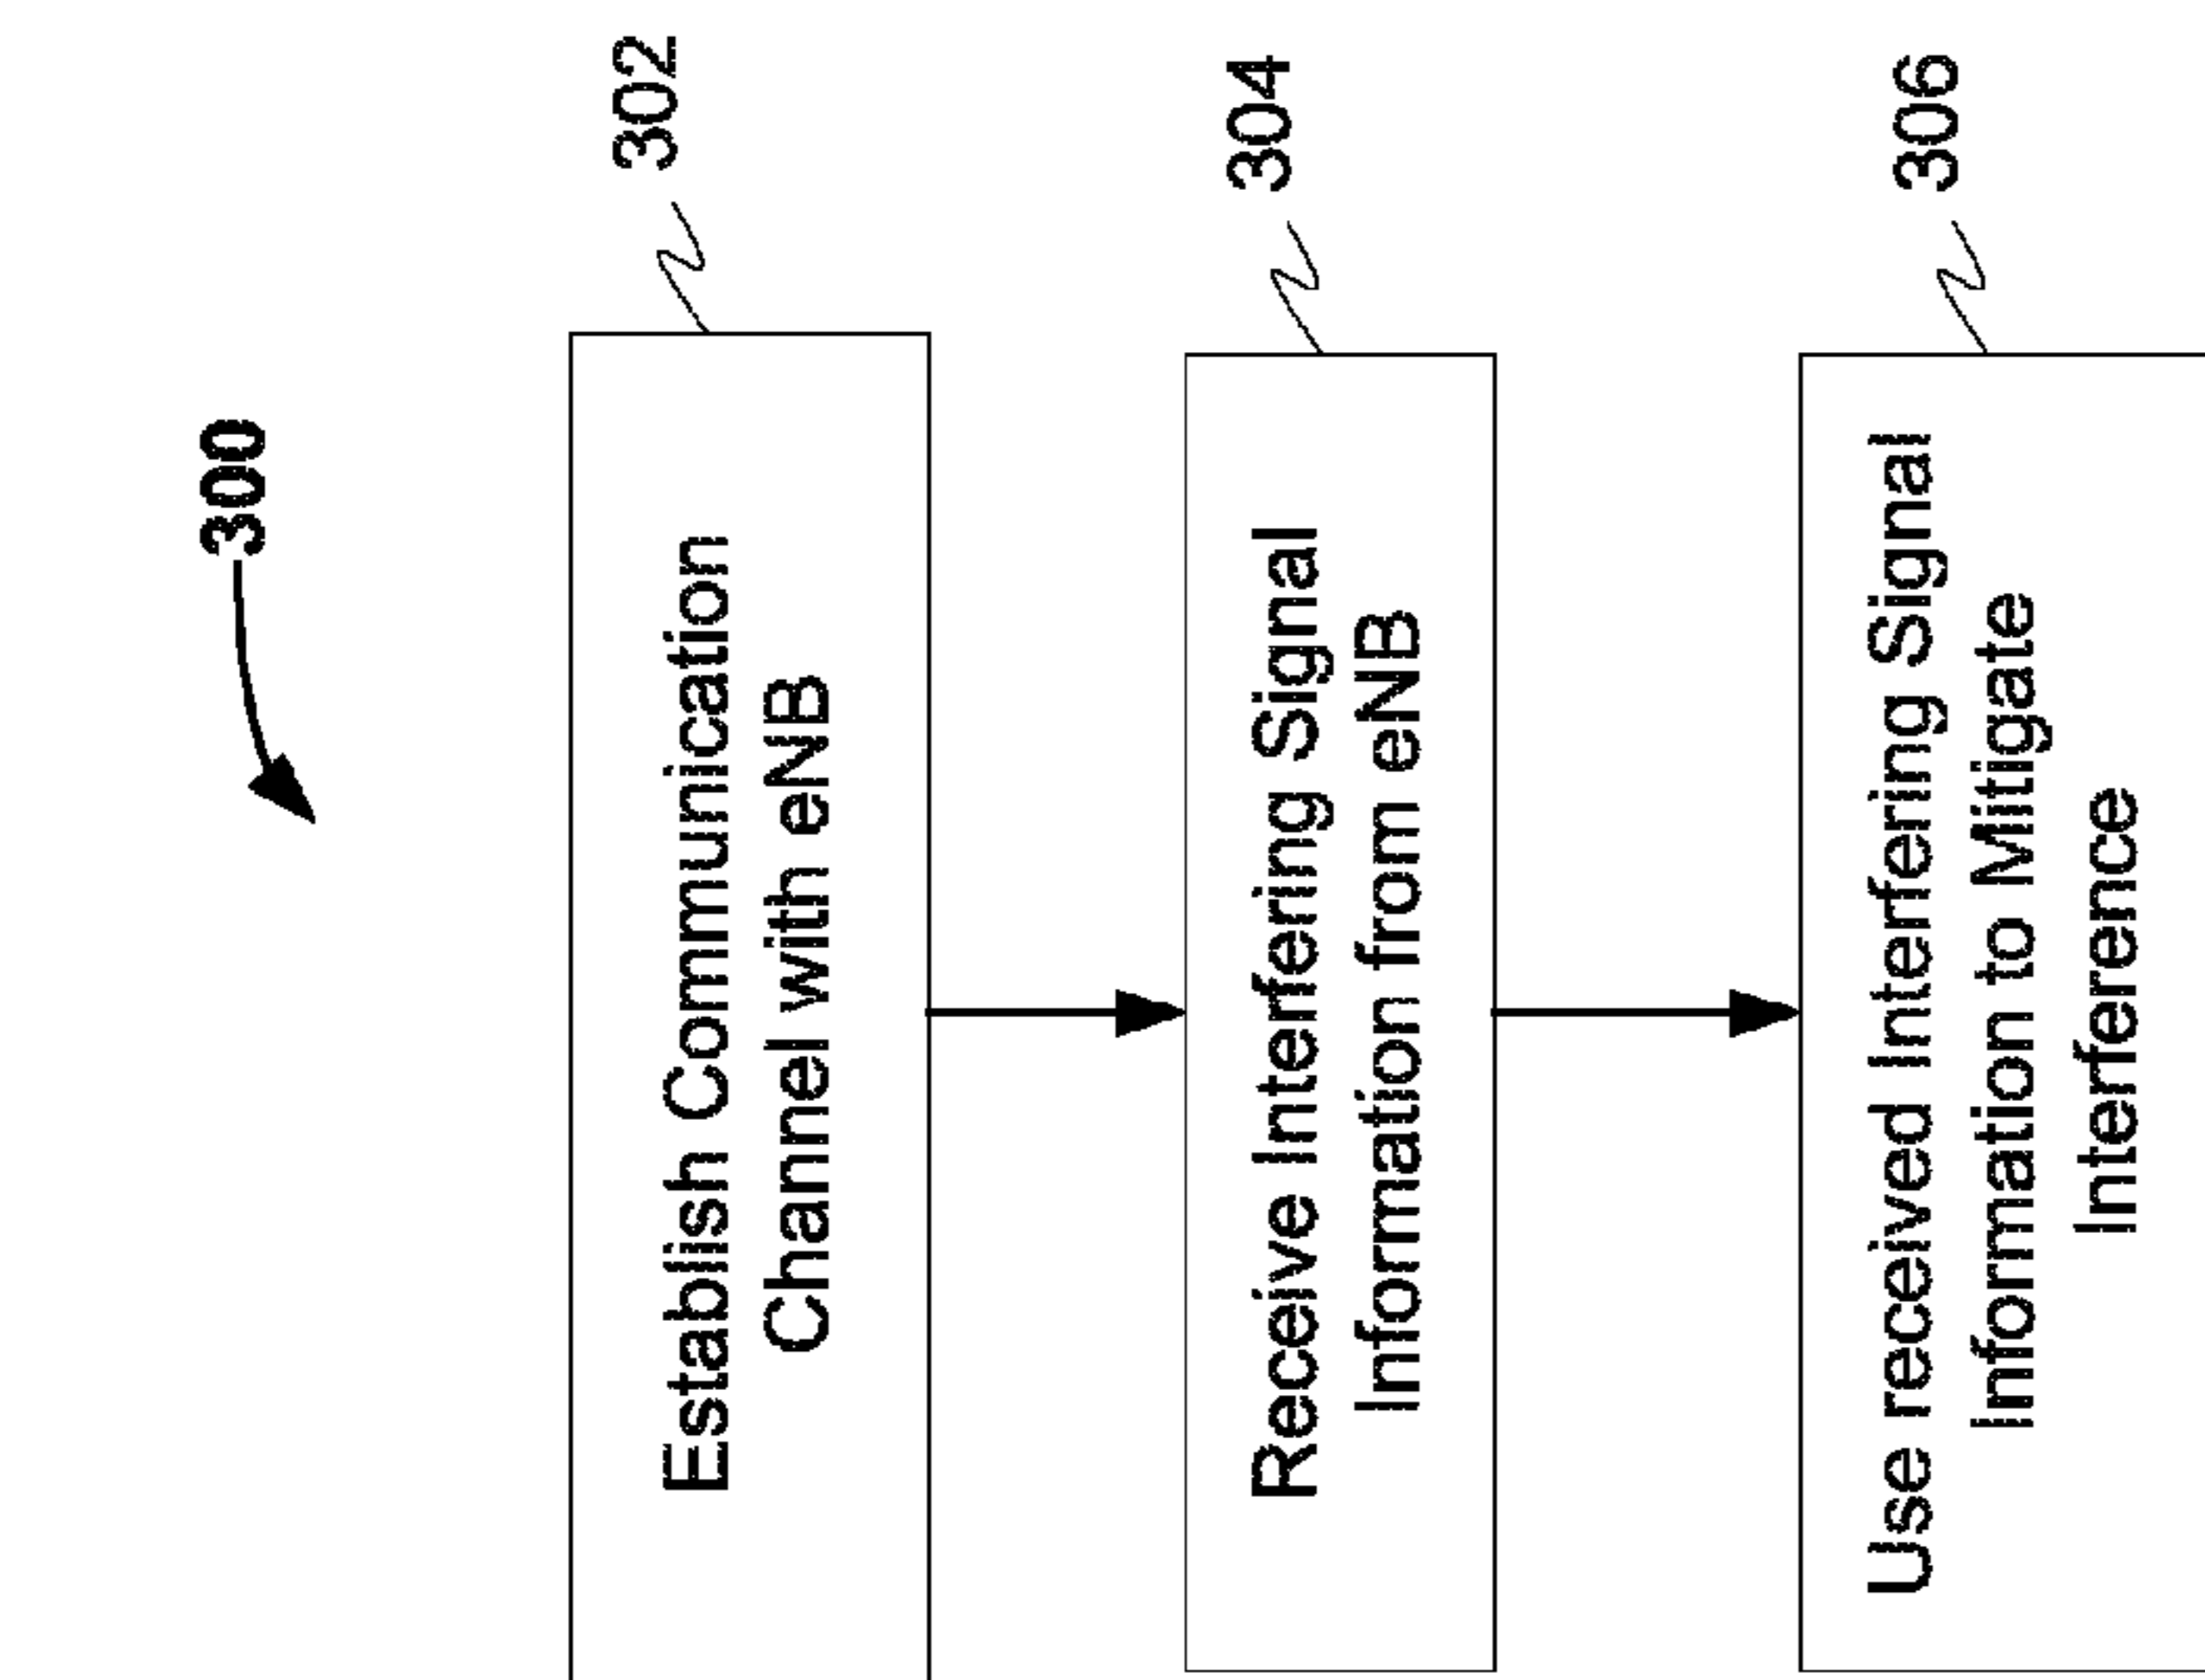 300
302
Establish Communication
Channel with eNB
304
Receive Interfering Signal
Information from eNB
306
Use received Interfering Signal
Information to Mitigate
Interference